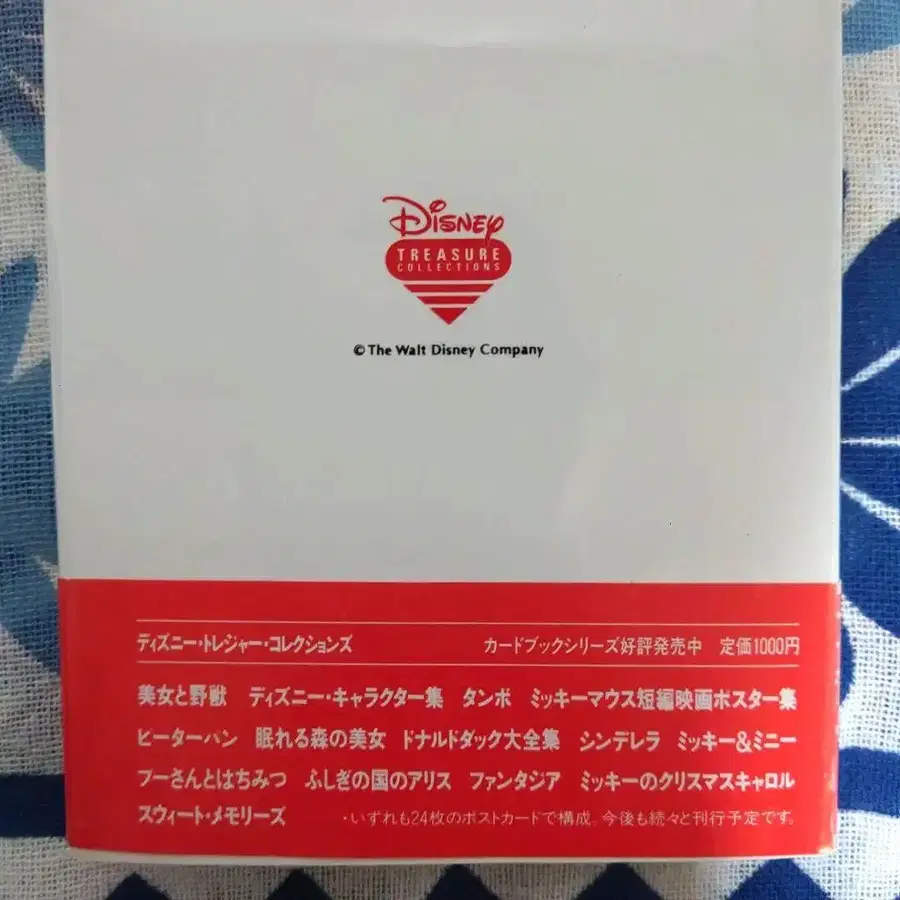 Disney
TREASURE
COLLECTIONS
© The Walt Disney Company
ディズニー・トレジャー・コレクションズ カードブックシリーズ好評発売中 定価1000円
美女と野獣 ディズニー・キャラクター集 ダンボ ミッキーマウス短編映画ポスター集
ピーターパン 眠れる森の美女 ドナルドダック大全集 シンデレラ ミッキー&ミニー
プーさんとはちみつ ふしぎの国のアリス ファンタジア ミッキーのクリスマスキャロル
スウィート・メモリーズ ・いずれも24枚のポストカードで構成。今後も続々と刊行予定です。